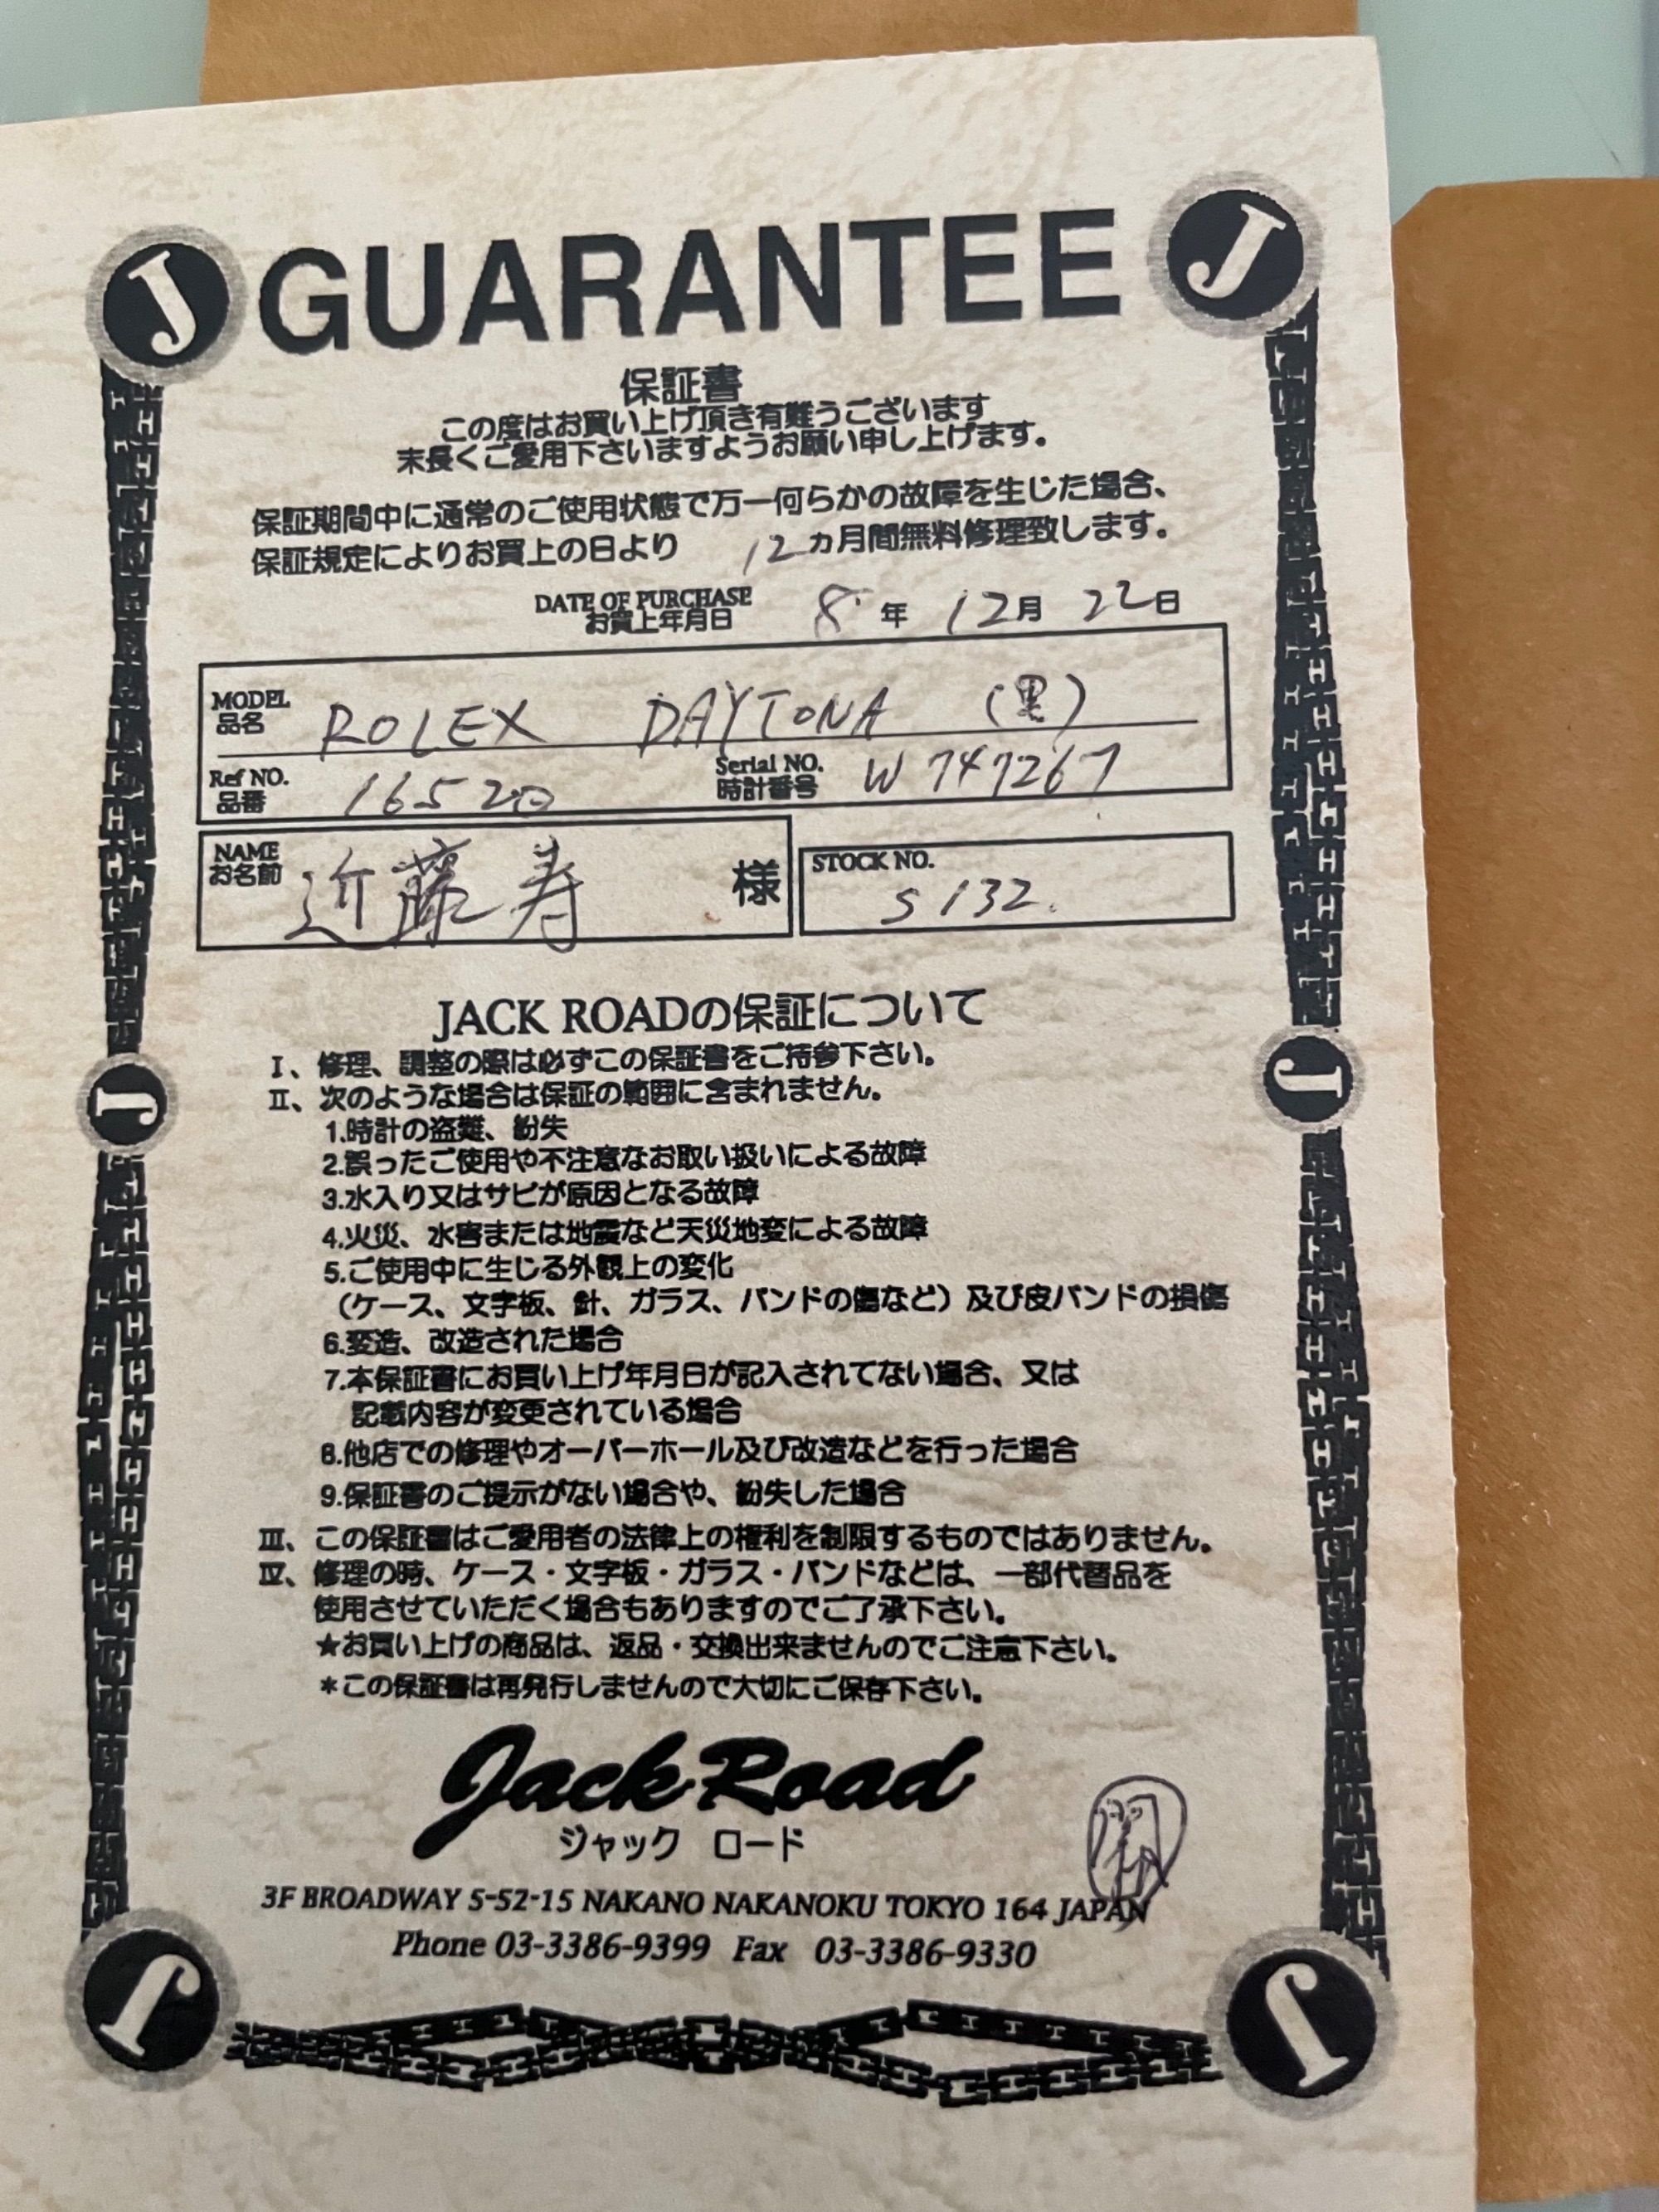 J GUARANTEE J
保証書
この度はお買い上げ頂き有難うございます
末長くご愛用下さいますようお願い申し上げます。
保証期間中に通常のご使用状態で万一何らかの故障を生じた場合、
保証規定によりお買上の日より 12 ヵ月間無料修理致します。
DATE OF PURCHASE
お買上年月日 8 年 12 月 22 日
MODEL
品名 ROLEX DAYTONA (黒)
Ref NO.
品番 16520
Serial NO.
時計番号 W747267
NAME
お名前 近藤寿 様
STOCK NO.
S132.
JACK ROADの保証について
I、修理、調整の際は必ずこの保証書をご持参下さい。
II、次のような場合は保証の範囲に含まれません。
1.時計の盗難、紛失
2.誤ったご使用や不注意なお取い扱いによる故障
3.水入り又はサビが原因となる故障
4.火災、水害または地震など天災地変による故障
5.ご使用中に生じる外観上の変化
(ケース、文字板、針、ガラス、バンドの傷など)及び皮バンドの損傷
6.変造、改造された場合
7.本保証書にお買い上げ年月日が記入されてない場合、又は
記載内容が変更されている場合
8.他店での修理やオーバーホール及び改造などを行った場合
9.保証書のご提示がない場合や、紛失した場合
III、この保証書はご愛用者の法律上の権利を制限するものではありません。
IV、修理の時、ケース・文字板・ガラス・バンドなどは、一部代替品を
使用させていただく場合もありますのでご了承下さい。
★お買い上げの商品は、返品・交換出来ませんのでご注意下さい。
*この保証書は再発行しませんので大切にご保存下さい。
Jack Road
ジャック ロード
3F BROADWAY 5-52-15 NAKANO NAKANOKU TOKYO 164 JAPAN
Phone 03-3386-9399 Fax 03-3386-9330
J J